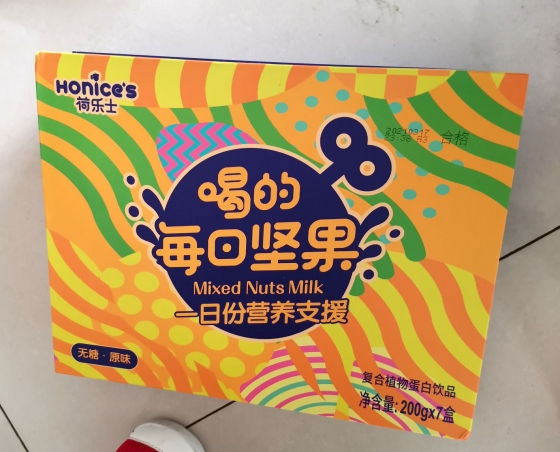 HONICE'S
荷乐士
20210317
合格
喝的
每日坚果
Mixed Nuts Milk
一日份营养支援
无糖·原味
复合植物蛋白饮品
净含量:200gx7盒